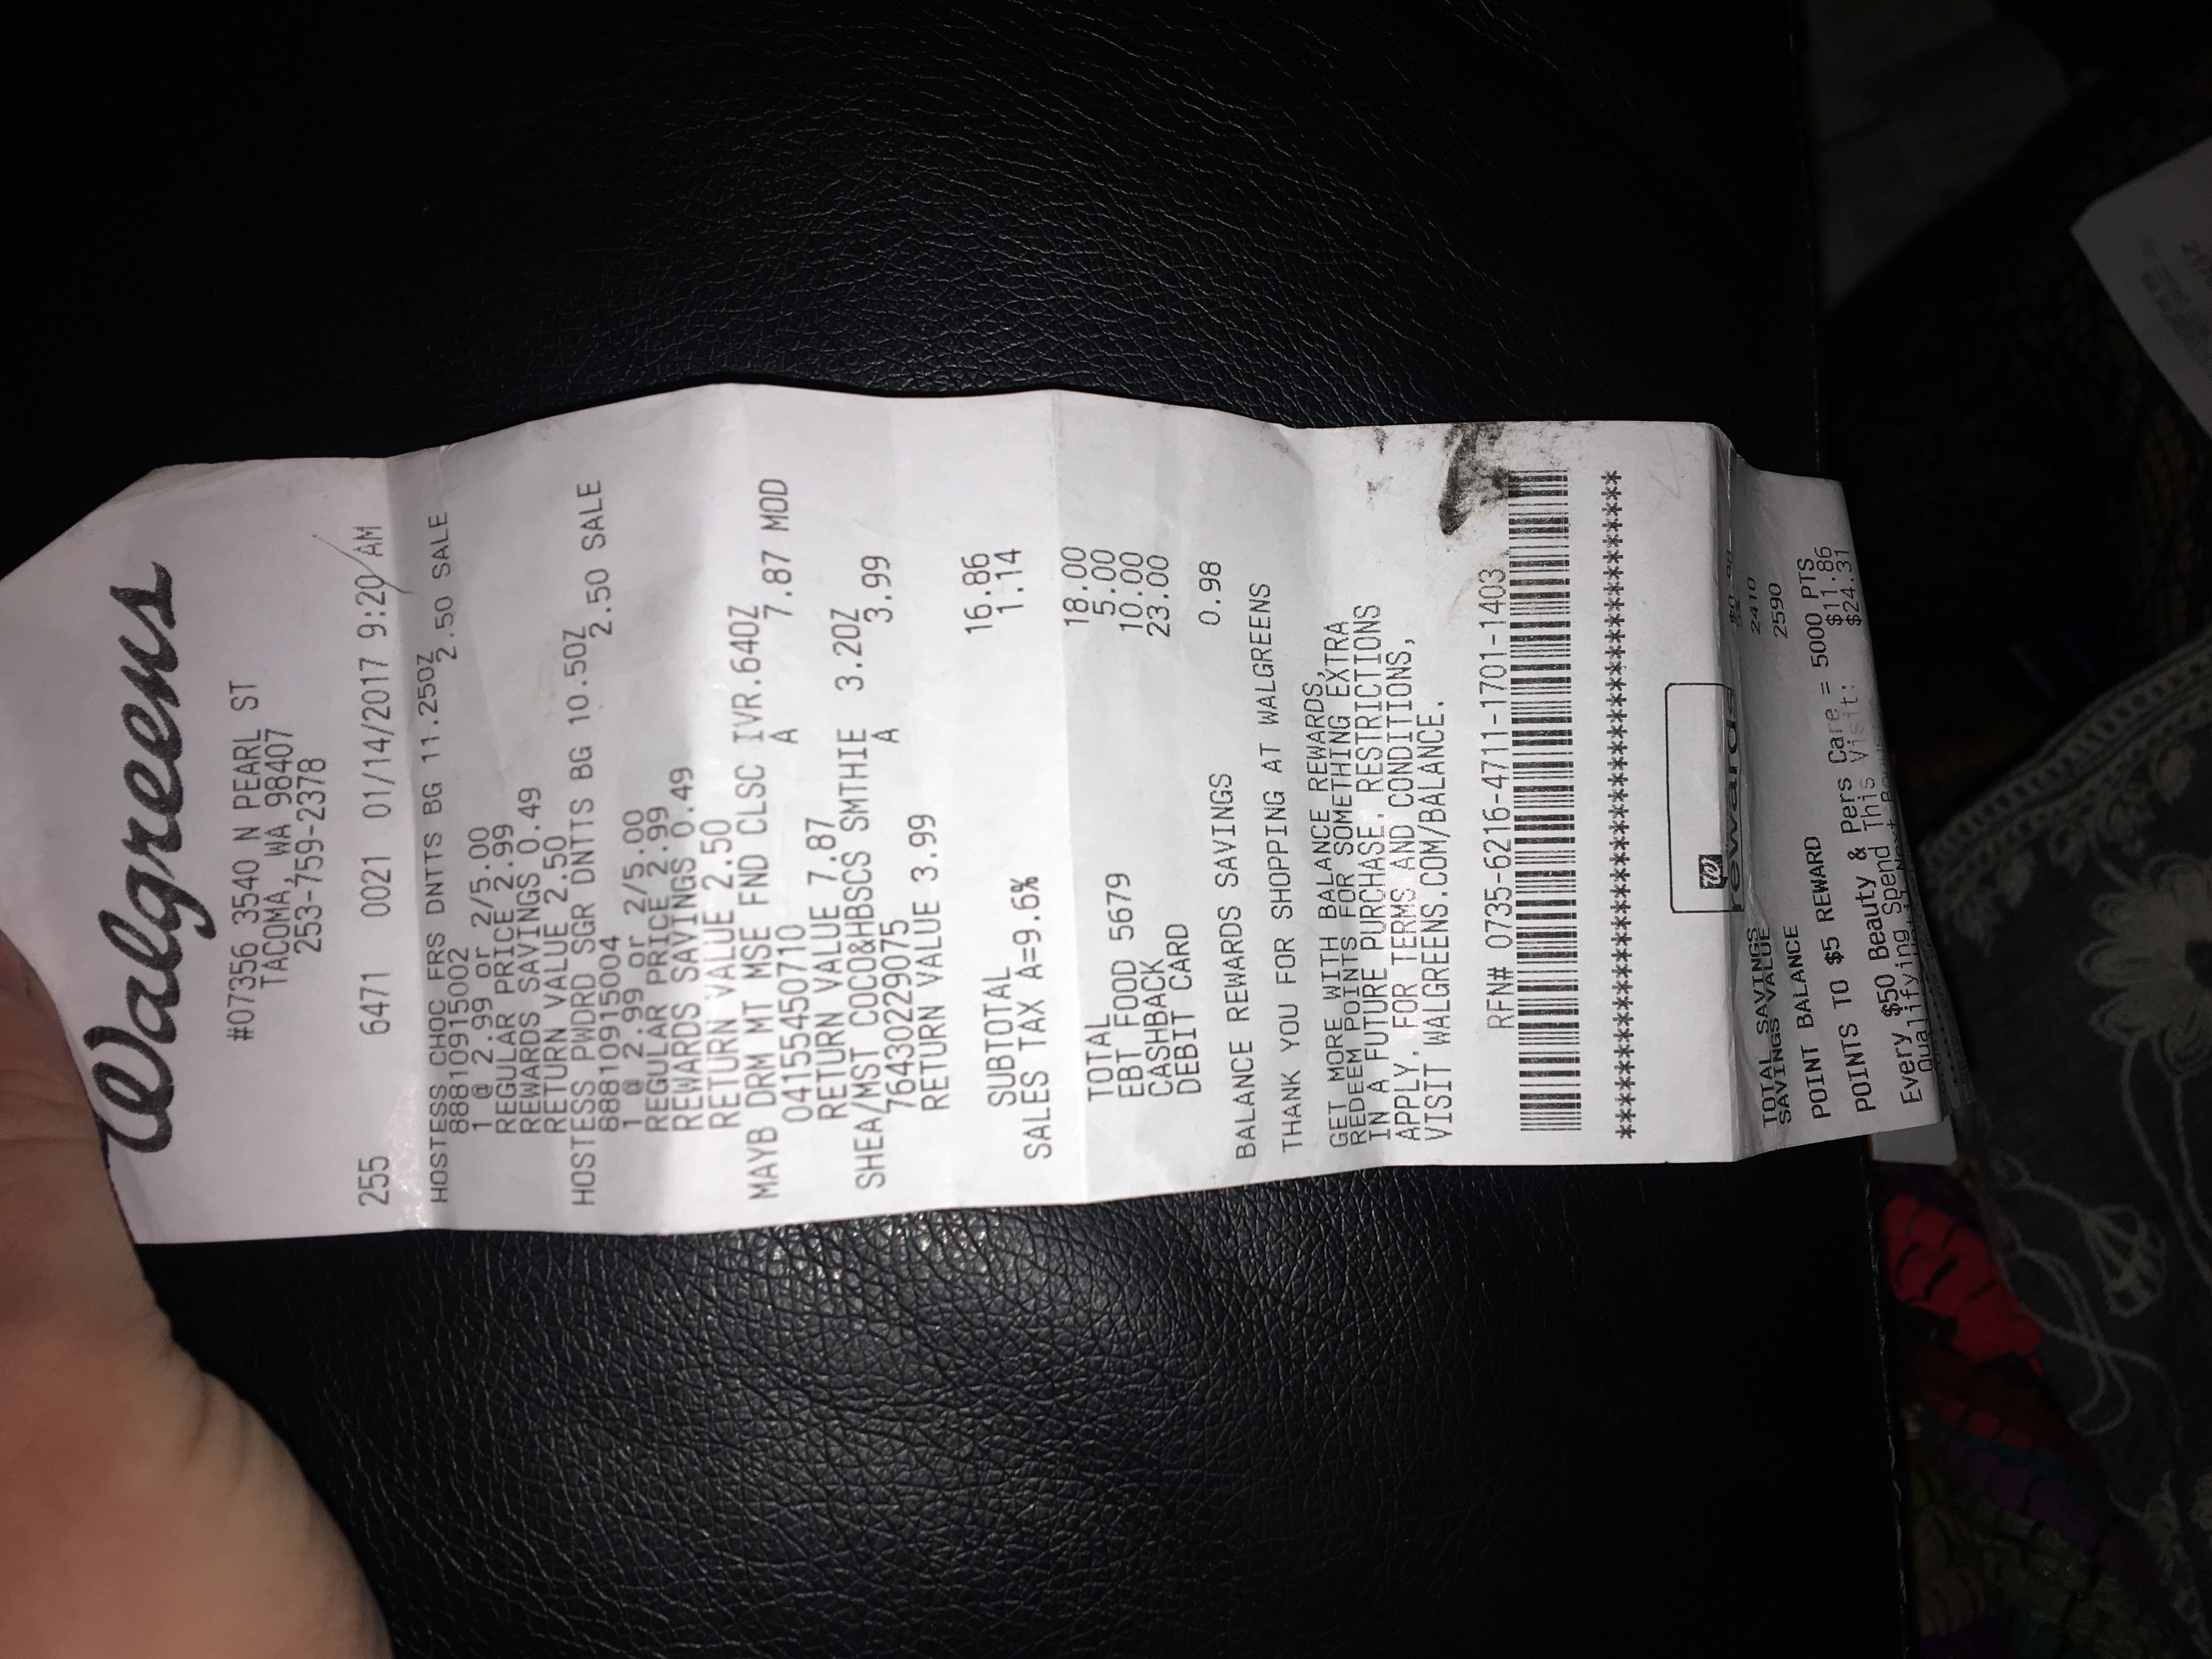 Walgreens
#07356 3540 N PEARL ST
TACOMA, WA 98407
253-759-2378
255 6471 0021 01/14/2017 9:20 AM
HOSTESS CHOC FRS DNTTS BG 11.25OZ
88810915002 2.50 SALE
1 @ 2.99 or 2/5.00
REGULAR PRICE 2.99
REWARDS SAVINGS 0.49
RETURN VALUE 2.50
HOSTESS PWDRD SGR DNTTS BG 10.5OZ
88810915004 2.50 SALE
1 @ 2.99 or 2/5.00
REGULAR PRICE 2.99
REWARDS SAVINGS 0.49
RETURN VALUE 2.50
MAYB DRM MT MSE FND CLSC IVR.64OZ
04155450710 A 7.87 MOD
RETURN VALUE 7.87
SHEA/MST COCO&HBSCS SMTHIE 3.2OZ
76430229075 A 3.99
RETURN VALUE 3.99
SUBTOTAL 16.86
SALES TAX A=9.6% 1.14
TOTAL 18.00
EBT FOOD 5679 5.00
CASHBACK 10.00
DEBIT CARD 23.00
BALANCE REWARDS SAVINGS 0.98
THANK YOU FOR SHOPPING AT WALGREENS
GET MORE WITH BALANCE REWARDS,
REDEEM POINTS FOR SOMETHING EXTRA
IN A FUTURE PURCHASE. RESTRICTIONS
APPLY. FOR TERMS AND CONDITIONS,
VISIT WALGREENS.COM/BALANCE.
RFN# 0735-6216-4711-1701-1403
*****************************************
W
rewards
TOTAL SAVINGS $0.98
SAVINGS VALUE 5%
POINT BALANCE 2410
POINTS TO $5 REWARD 2590
Every $50 Beauty & Pers Care = 5000 PTS
Qualifying Spend This Visit: $11.86
Until Next Bonus: $24.31